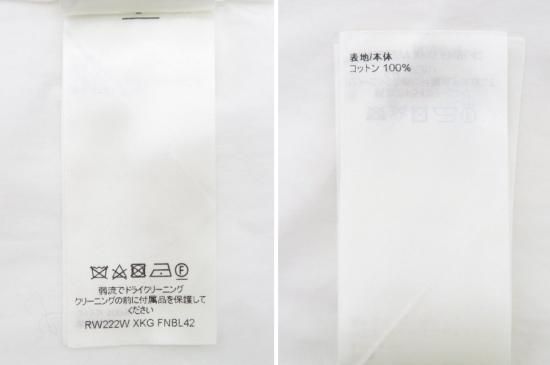 弱流でドライクリーニング
クリーニングの前に付属品を保護して
ください
RW222W XKG FNBL42
表地/本体
コットン 100%